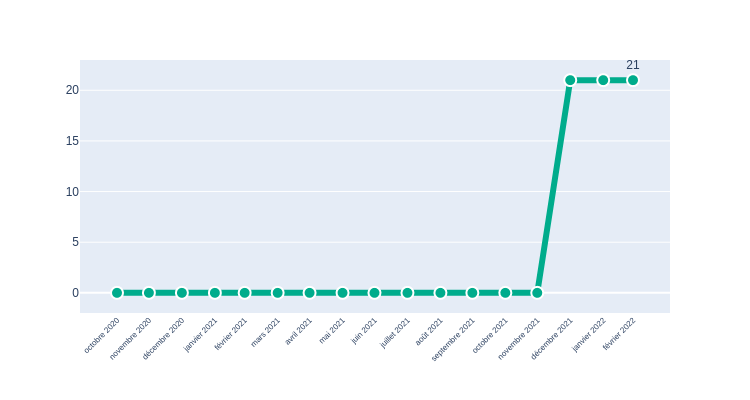 21
20
15
10
5
0
octobre 2020
novembre 2020
décembre 2020
janvier 2021
février 2021
mars 2021
avril 2021
mai 2021
juin 2021
juillet 2021
août 2021
septembre 2021
octobre 2021
novembre 2021
décembre 2021
janvier 2022
février 2022